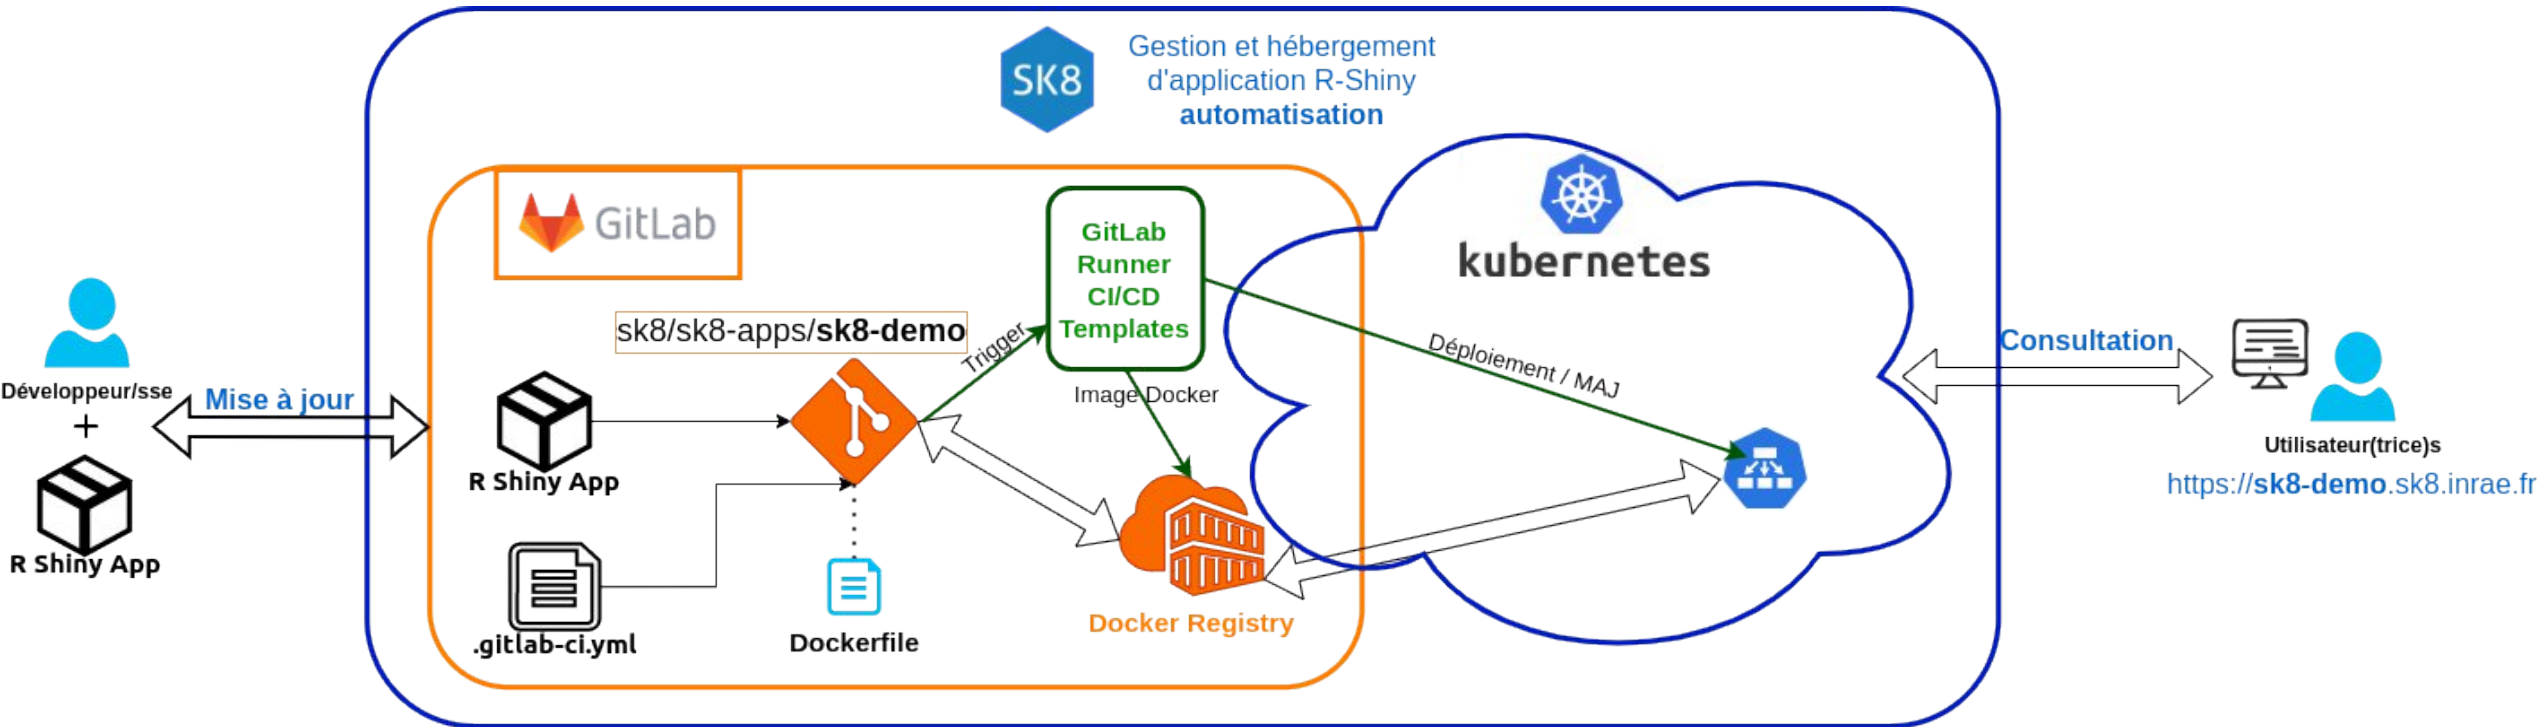 SK8
Gestion et hébergement
d'application R-Shiny
automatisation
GitLab
kubernetes
GitLab
Runner
CI/CD
Templates
sk8/sk8-apps/sk8-demo
Trigger
Image Docker
Déploiement / MAJ
Développeur/sse
+
R Shiny App
Mise à jour
R Shiny App
.gitlab-ci.yml
Dockerfile
Docker Registry
Consultation
Utilisateur(trice)s
https://sk8-demo.sk8.inrae.fr